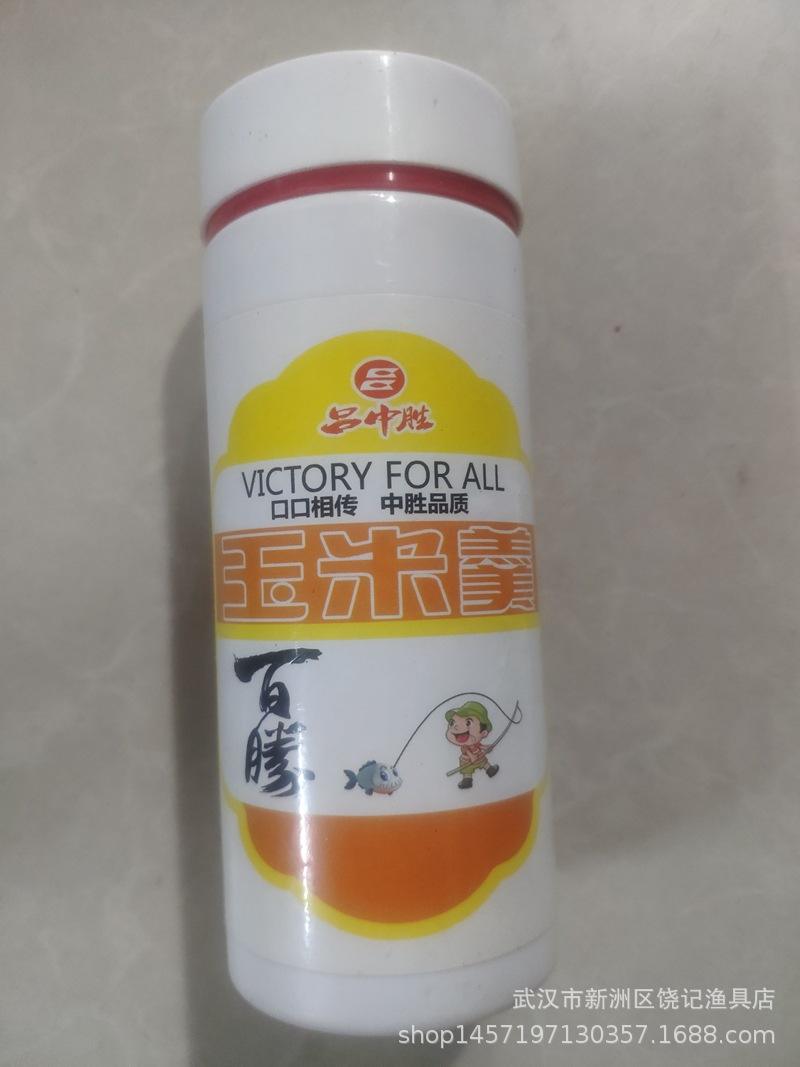 吕中胜
VICTORY FOR ALL
口口相传 中胜品质
玉米羹
百勝
武汉市新洲区饶记渔具店
shop1457197130357.1688.com